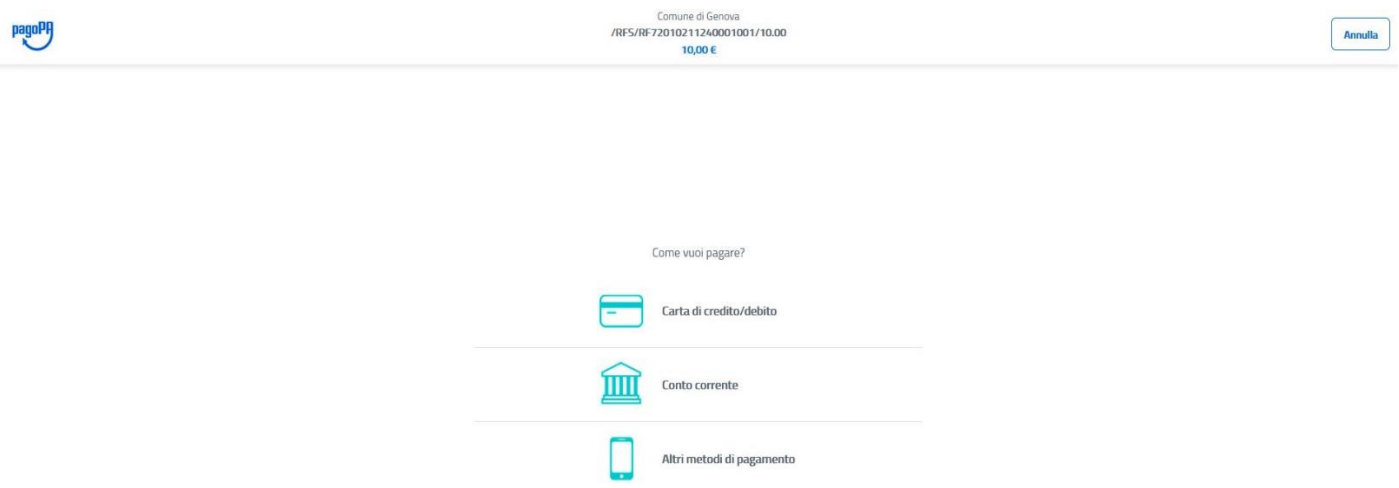 pagoPA
Comune di Genova
/RFS/RF72010211240001001/10.00
10,00 €
Annulla
Come vuoi pagare?
Carta di credito/debito
Conto corrente
Altri metodi di pagamento